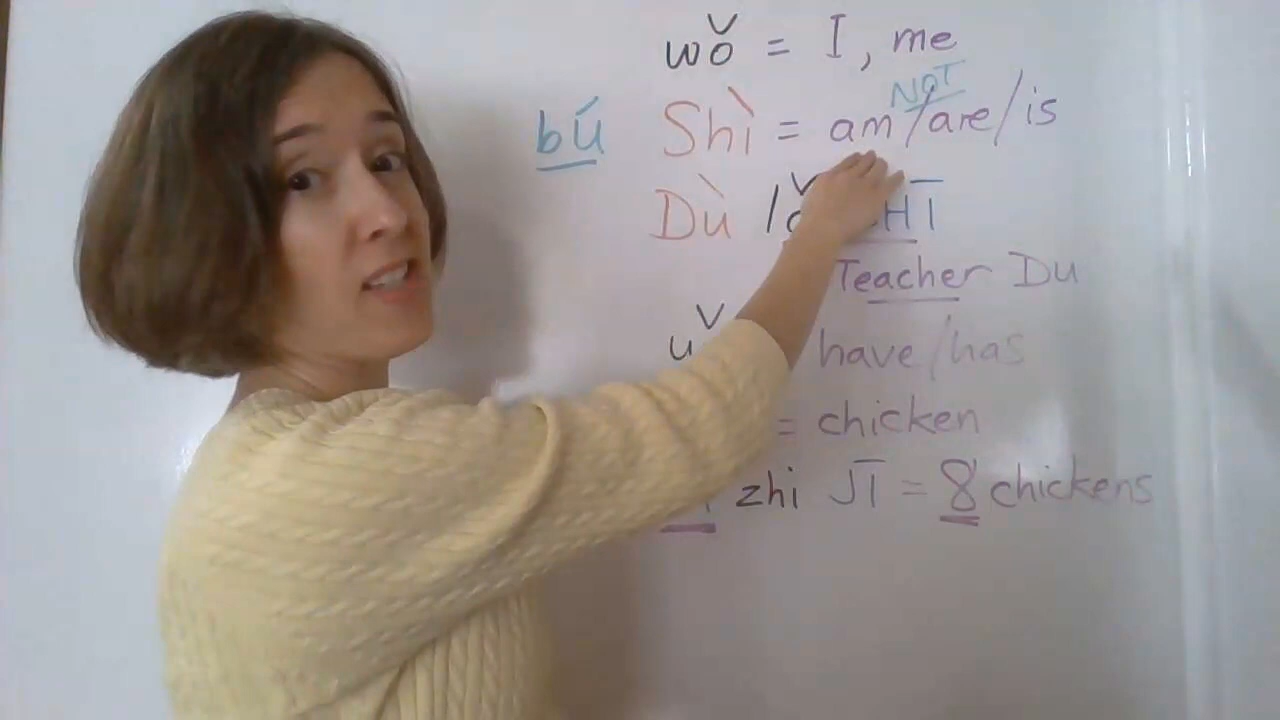 wǒ = I, me
NOT
bú Shì = am/are/is
Dù
Teacher Du
have/has
= chicken
zhi JĪ = 8 chickens